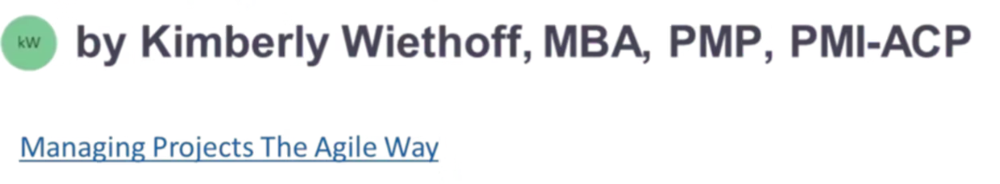 kW by Kimberly Wiethoff, MBA, PMP, PMI-ACP
Managing Projects The Agile Way